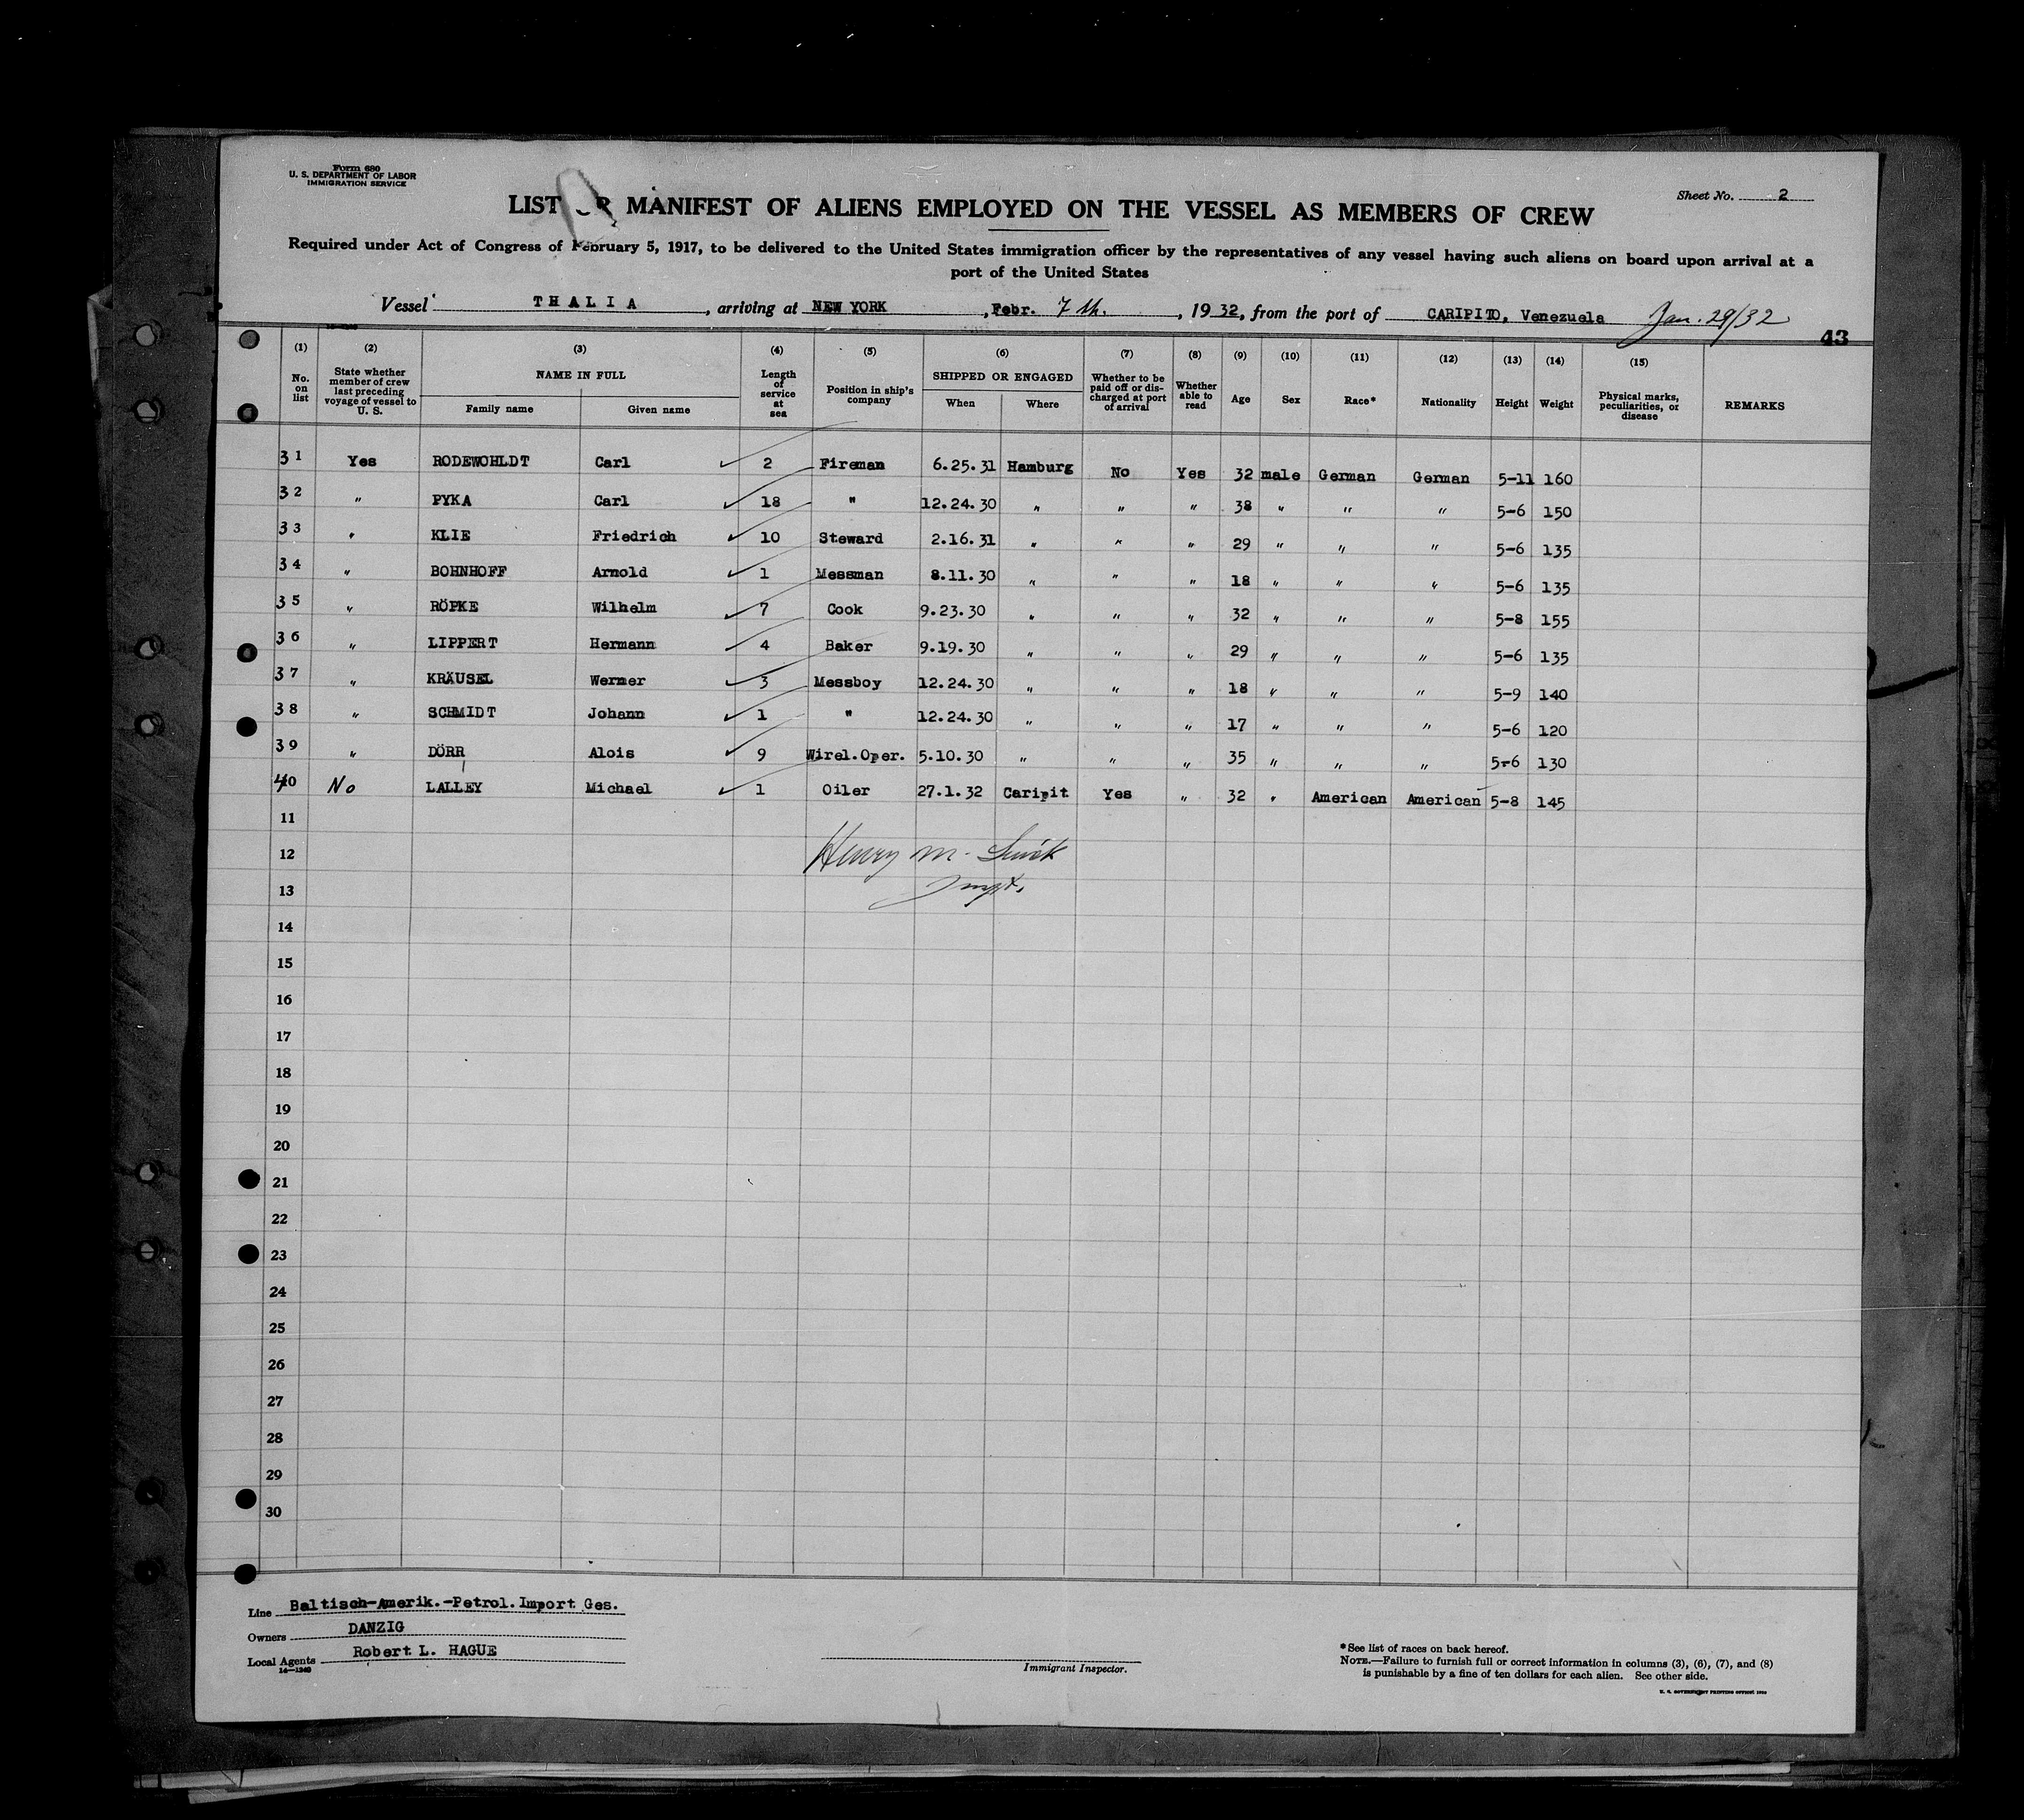 Form 680
U. S. DEPARTMENT OF LABOR
IMMIGRATION SERVICE
Sheet No. 2
LIST OR MANIFEST OF ALIENS EMPLOYED ON THE VESSEL AS MEMBERS OF CREW
Required under Act of Congress of February 5, 1917, to be delivered to the United States immigration officer by the representatives of any vessel having such aliens on board upon arrival at a
port of the United States
Vessel THALIA, arriving at NEW YORK, Febr. 7th., 1932, from the port of CARIPITO, Venezuela Jan. 29/32
43
(1) (2) (3) (4) (5) (6) (7) (8) (9) (10) (11) (12) (13) (14) (15)
No. on list State whether member of crew last preceding voyage of vessel to U. S. NAME IN FULL Family name Given name Length of service at sea Position in ship's company SHIPPED OR ENGAGED When Where Whether to be paid off or discharged at port of arrival Whether able to read Age Sex Race* Nationality Height Weight Physical marks, peculiarities, or disease REMARKS
31 Yes RODEWOHLDT Carl 2 Fireman 6.25.31 Hamburg No Yes 32 male German German 5-11 160
32 " PYKA Carl 18 " 12.24.30 " " " 38 " " " 5-6 150
33 " KLIE Friedrich 10 Steward 2.16.31 " " " 29 " " " 5-6 135
34 " BOHNHOFF Arnold 1 Messman 8.11.30 " " " 18 " " " 5-6 135
35 " RÖPKE Wilhelm 7 Cook 9.23.30 " " " 32 " " " 5-8 155
36 " LIPPERT Hermann 4 Baker 9.19.30 " " " 29 " " " 5-6 135
37 " KRÄUSEL Werner 3 Messboy 12.24.30 " " " 18 " " " 5-9 140
38 " SCHMIDT Johann 1 " 12.24.30 " " " 17 " " " 5-6 120
39 " DÖRR Alois 9 Wirel.Oper. 5.10.30 " " " 35 " " " 5-6 130
40 No LALLEY Michael 1 Oiler 27.1.32 Caripit Yes " 32 " American American 5-8 145
11
12 Henry M.
13
14
15
16
17
18
19
20
21
22
23
24
25
26
27
28
29
30
Line Baltisch-Amerik.-Petrol.Import Ges.
Owners DANZIG
Local Agents Robert L. HAGUE
14—1240
Immigrant Inspector.
*See list of races on back hereof.
NOTE.—Failure to furnish full or correct information in columns (3), (6), (7), and (8)
is punishable by a fine of ten dollars for each alien. See other side.
U. S. GOVERNMENT PRINTING OFFICE